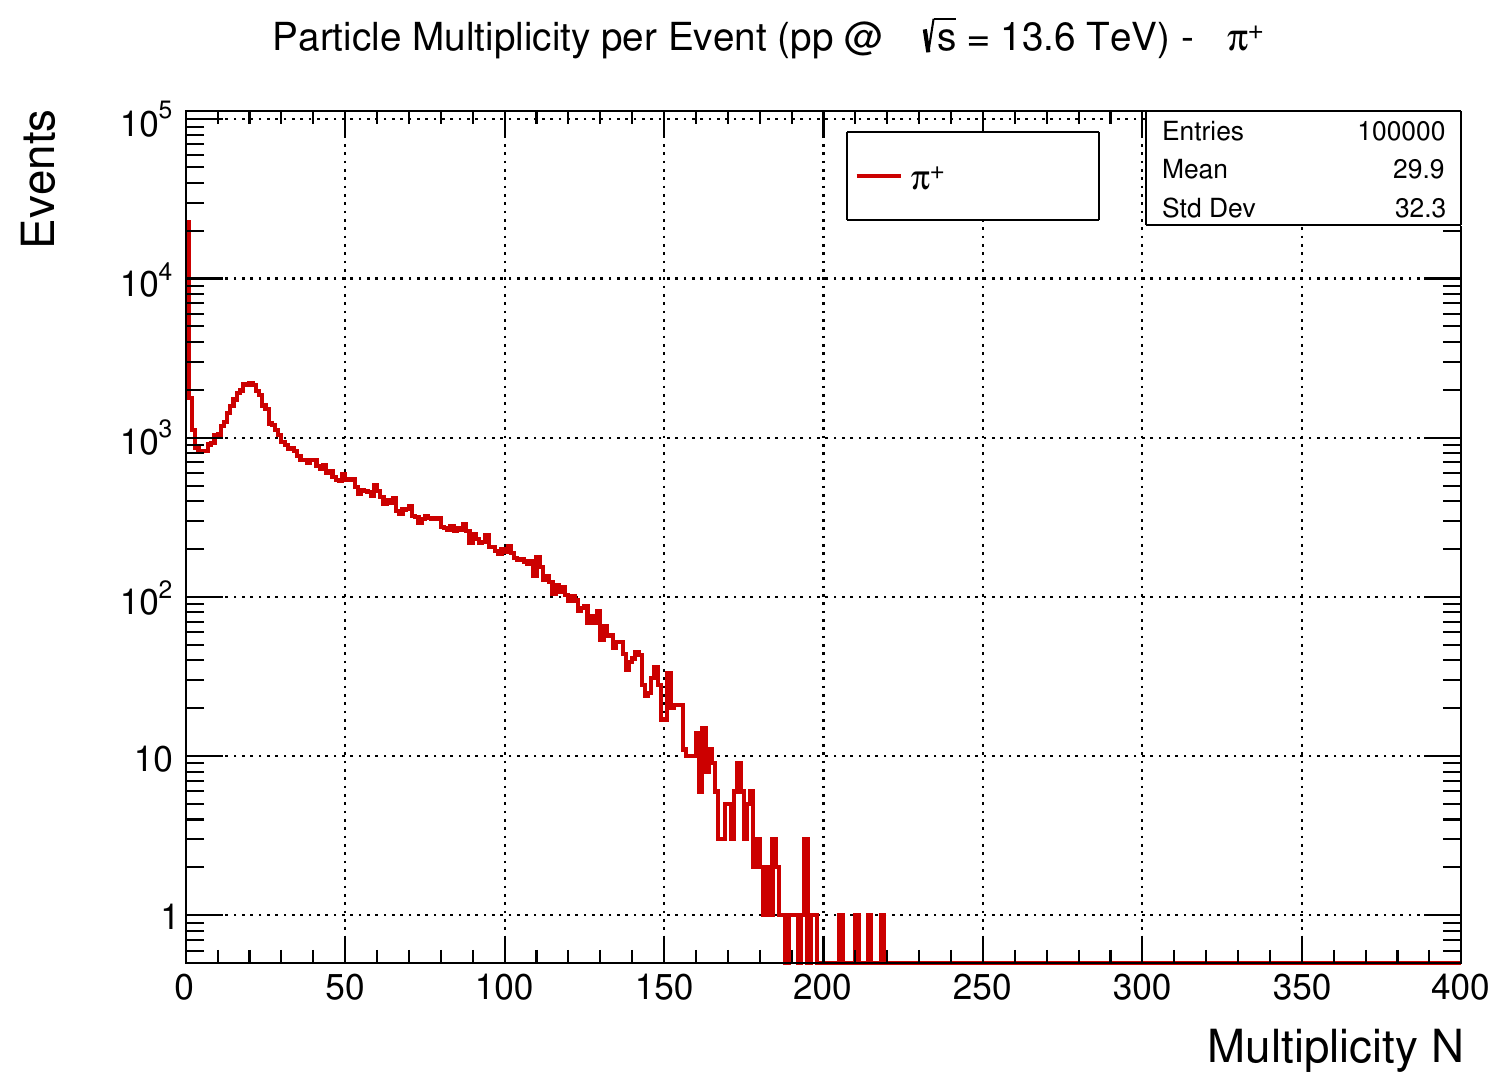 Particle Multiplicity per Event (pp @ √s = 13.6 TeV) - π⁺
Events
10⁵
10⁴
10³
10²
10
1
π⁺
Entries 100000
Mean 29.9
Std Dev 32.3
0 50 100 150 200 250 300 350 400
Multiplicity N